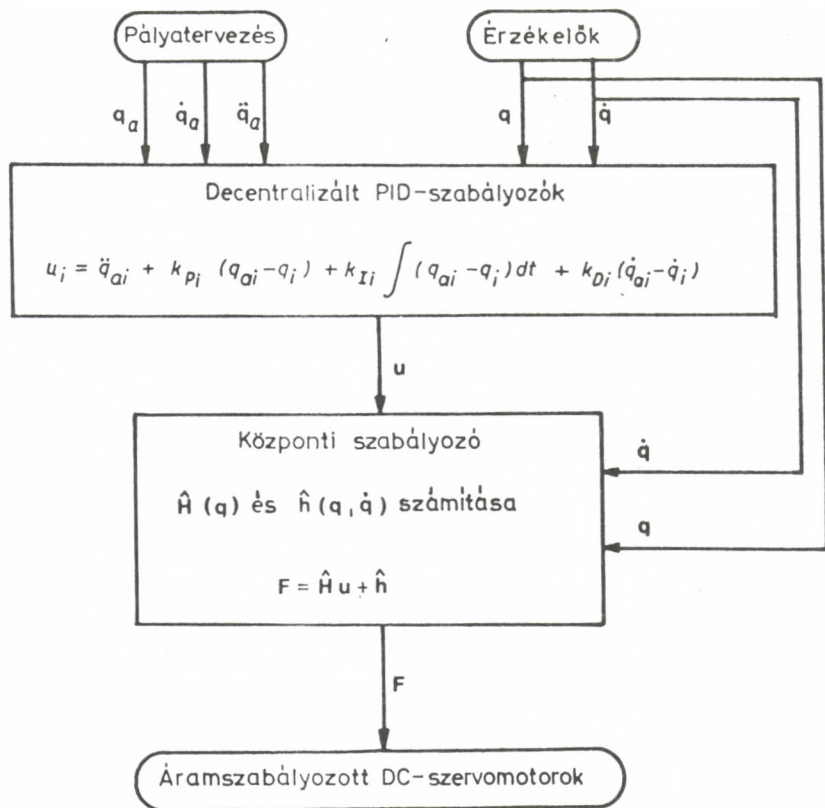 Pályatervezés
Érzékelők
q_a q̇_a q̈_a q q̇
Decentralizált PID-szabályozók
u_i = q̈_ai + k_Pi (q_ai - q_i) + k_Ii ∫ (q_ai - q_i) dt + k_Di (q̇_ai - q̇_i)
u
Központi szabályozó
q̇
Ĥ (q) és ĥ (q, q̇) számítása
q
F = Ĥ u + ĥ
F
Áramszabályozott DC-szervomotorok